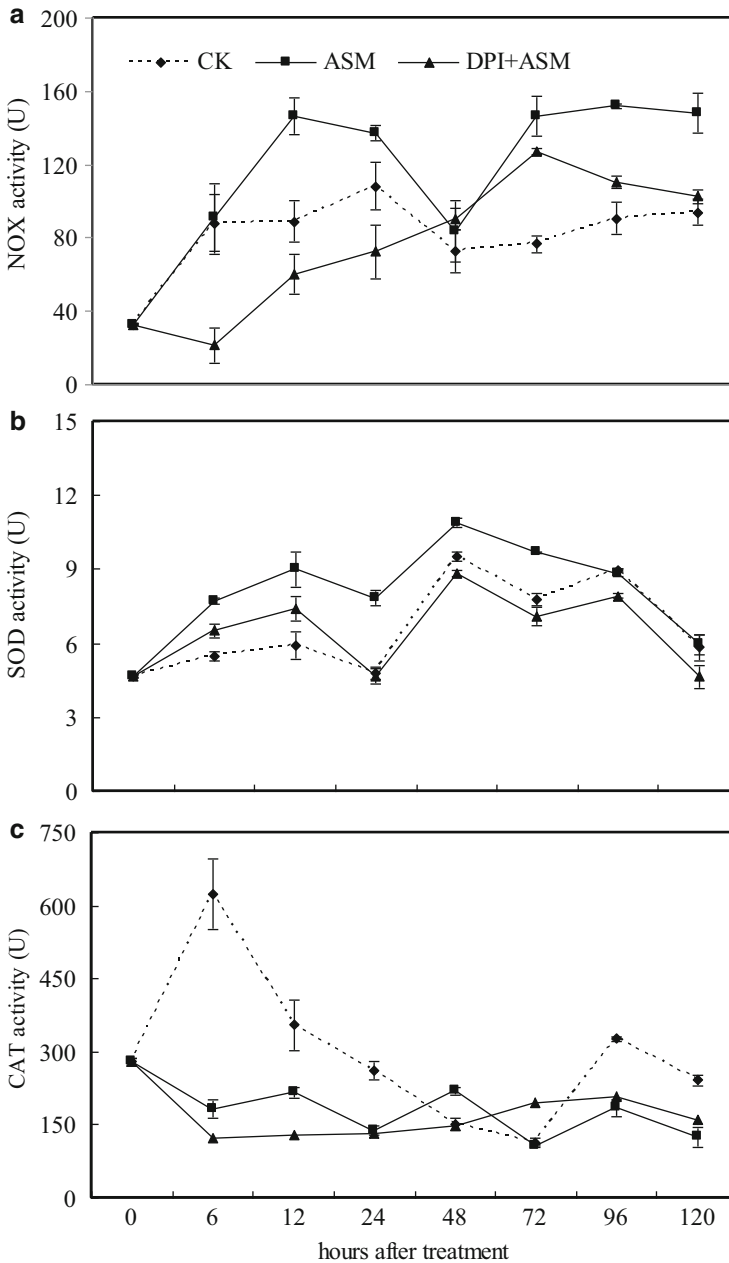 a
200
CK ASM DPI+ASM
160
120
80
40
0
NOX activity (U)
b
15
12
9
6
3
0
SOD activity (U)
c
750
600
450
300
150
0
CAT activity (U)
0 6 12 24 48 72 96 120
hours after treatment